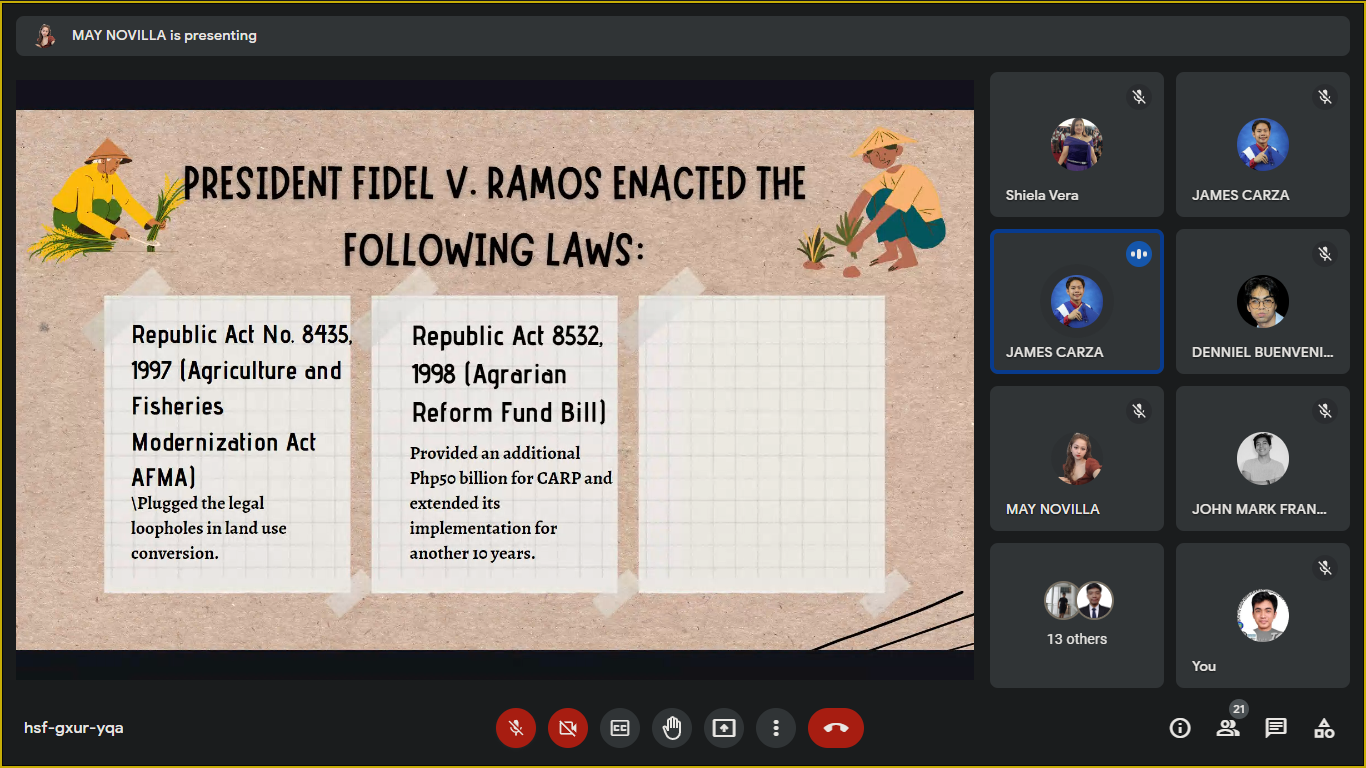 MAY NOVILLA is presenting
PRESIDENT FIDEL V. RAMOS ENACTED THE
FOLLOWING LAWS:
Republic Act No. 8435,
1997 (Agriculture and
Fisheries
Modernization Act
AFMA)
\Plugged the legal
loopholes in land use
conversion.
Republic Act 8532,
1998 (Agrarian
Reform Fund Bill)
Provided an additional
Php50 billion for CARP and
extended its
implementation for
another 10 years.
Shiela Vera
JAMES CARZA
JAMES CARZA
DENNIEL BUENVENI...
MAY NOVILLA
JOHN MARK FRAN...
13 others
You
hsf-gxur-yqa
CC
21